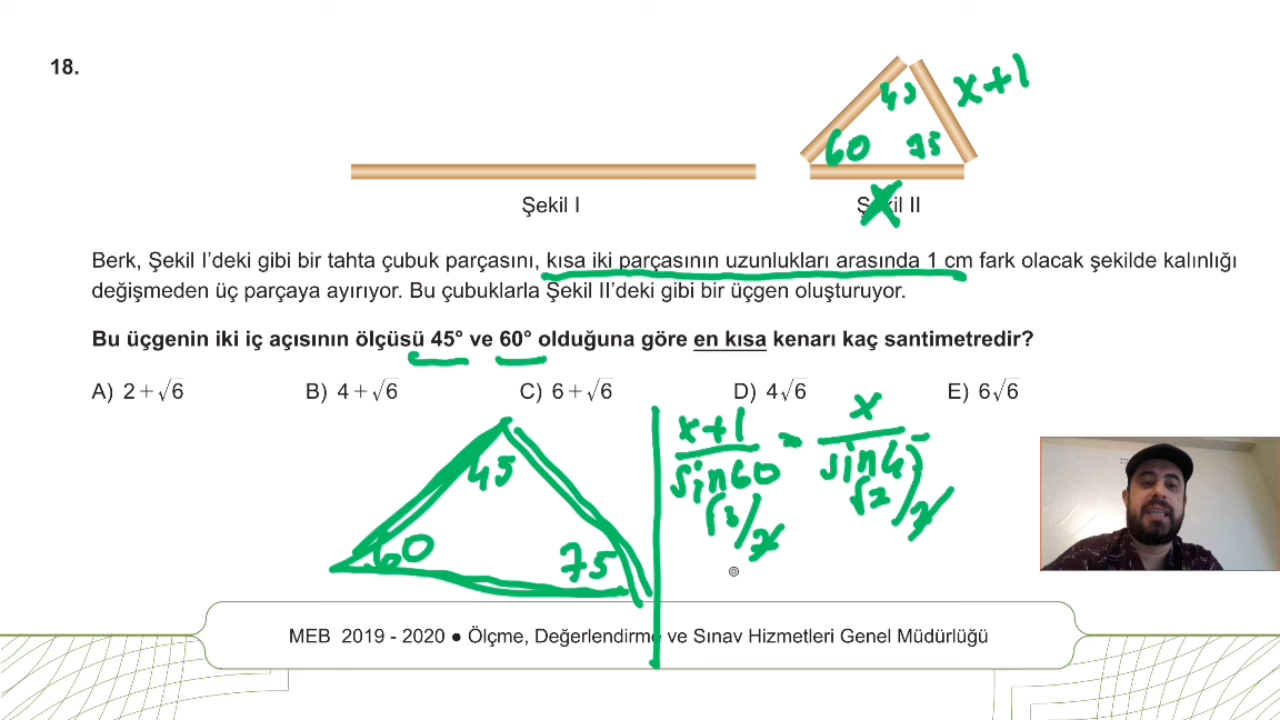 18.
45
x+1
60
75
x
Şekil I
Şekil II
Berk, Şekil I'deki gibi bir tahta çubuk parçasını, kısa iki parçasının uzunlukları arasında 1 cm fark olacak şekilde kalınlığı
değişmeden üç parçaya ayırıyor. Bu çubuklarla Şekil II'deki gibi bir üçgen oluşturuyor.
Bu üçgenin iki iç açısının ölçüsü 45° ve 60° olduğuna göre en kısa kenarı kaç santimetredir?
A) 2+√6 B) 4+√6 C) 6+√6 D) 4√6 E) 6√6
x+1 = x
sin60 sin45
√3/2 √2/2
45
60 75
MEB 2019 - 2020 ● Ölçme, Değerlendirme ve Sınav Hizmetleri Genel Müdürlüğü